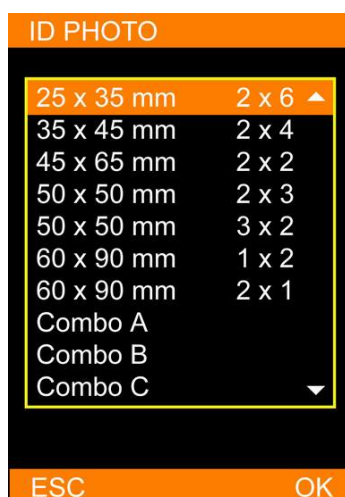 ID PHOTO
25 x 35 mm 2 x 6
35 x 45 mm 2 x 4
45 x 65 mm 2 x 2
50 x 50 mm 2 x 3
50 x 50 mm 3 x 2
60 x 90 mm 1 x 2
60 x 90 mm 2 x 1
Combo A
Combo B
Combo C
ESC OK